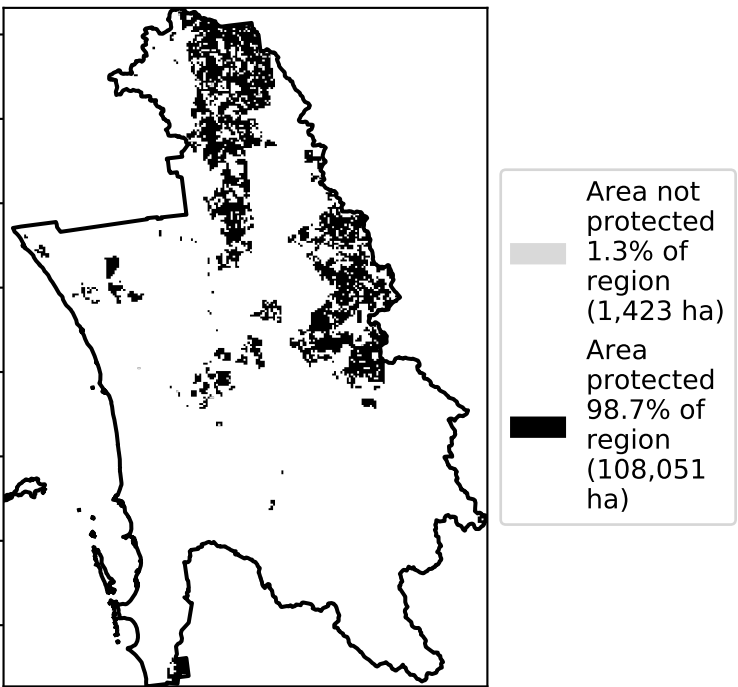 Area not
protected
1.3% of
region
(1,423 ha)
Area
protected
98.7% of
region
(108,051
ha)